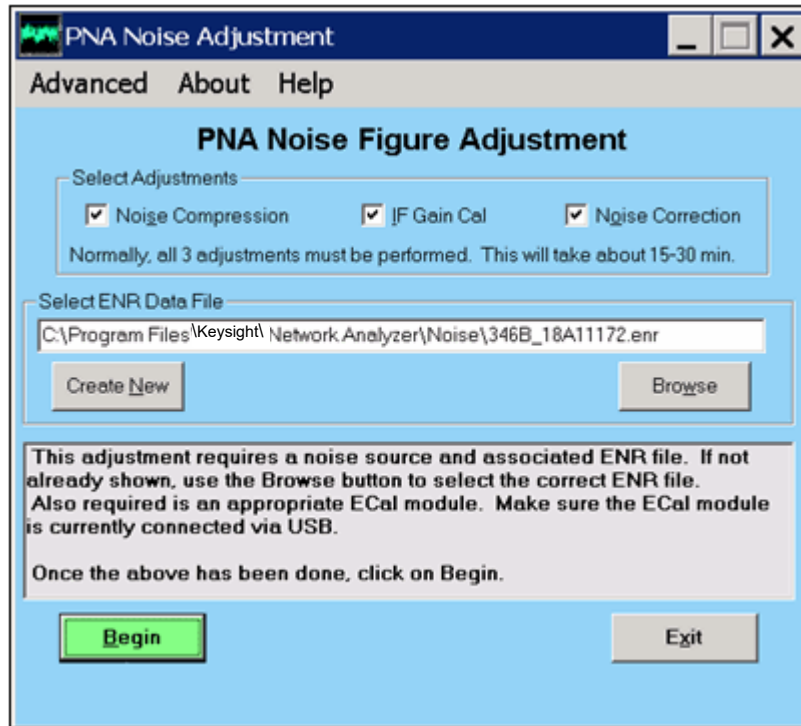 PNA Noise Adjustment
Advanced About Help
PNA Noise Figure Adjustment
Select Adjustments
Noise Compression IF Gain Cal Noise Correction
Normally, all 3 adjustments must be performed. This will take about 15-30 min.
Select ENR Data File
C:\Program Files\Keysight\ Network Analyzer\Noise\346B_18A11172.enr
Create New Browse
This adjustment requires a noise source and associated ENR file. If not
already shown, use the Browse button to select the correct ENR file.
Also required is an appropriate ECal module. Make sure the ECal module
is currently connected via USB.
Once the above has been done, click on Begin.
Begin Exit